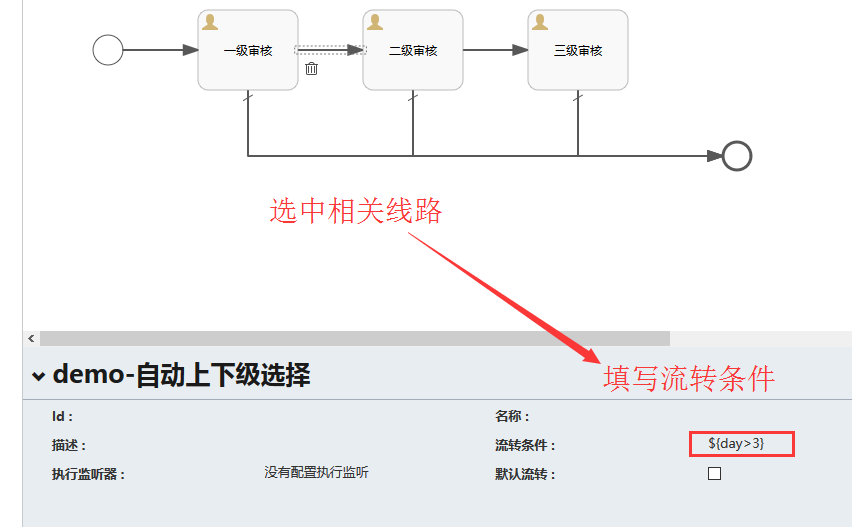 一级审核
二级审核
三级审核
选中相关线路
demo-自动上下级选择
填写流转条件
Id :
名称 :
描述 :
流转条件 :
${day>3}
执行监听器 :
没有配置执行监听
默认流转 :